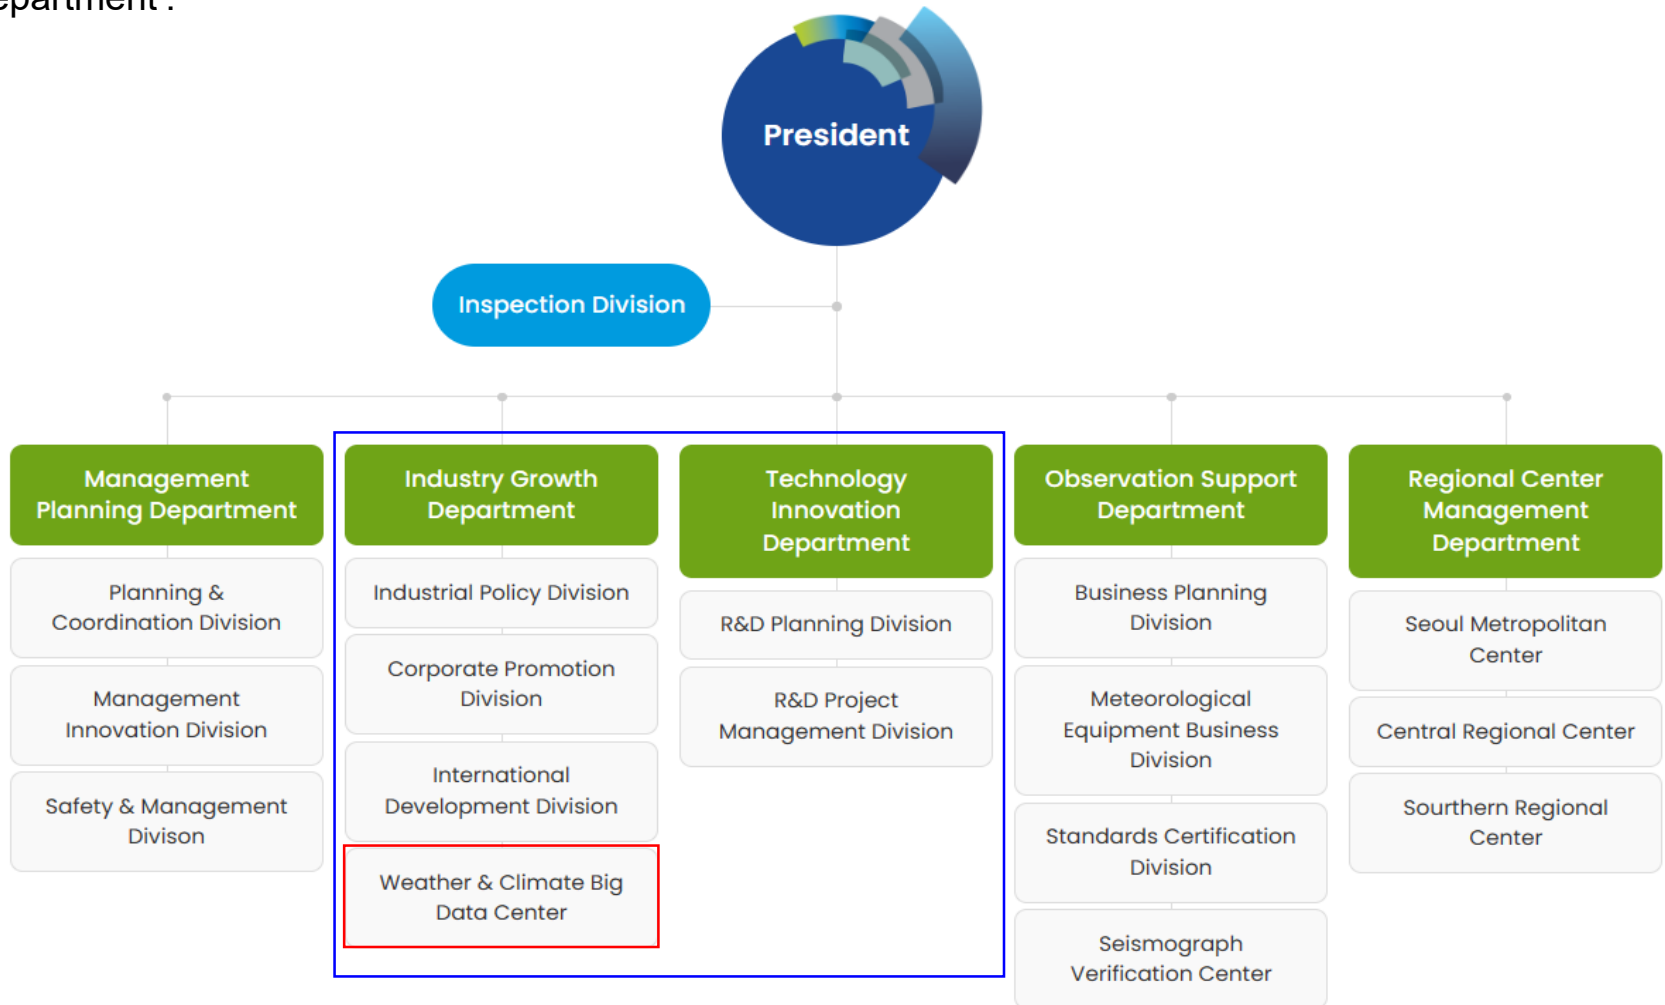 epartment .
President
Inspection Division
Management
Planning Department
Planning &
Coordination Division
Management
Innovation Division
Safety & Management
Divison
Industry Growth
Department
Industrial Policy Division
Corporate Promotion
Division
International
Development Division
Weather & Climate Big
Data Center
Technology
Innovation
Department
R&D Planning Division
R&D Project
Management Division
Observation Support
Department
Business Planning
Division
Meteorological
Equipment Business
Division
Standards Certification
Division
Seismograph
Verification Center
Regional Center
Management
Department
Seoul Metropolitan
Center
Central Regional Center
Sourthern Regional
Center